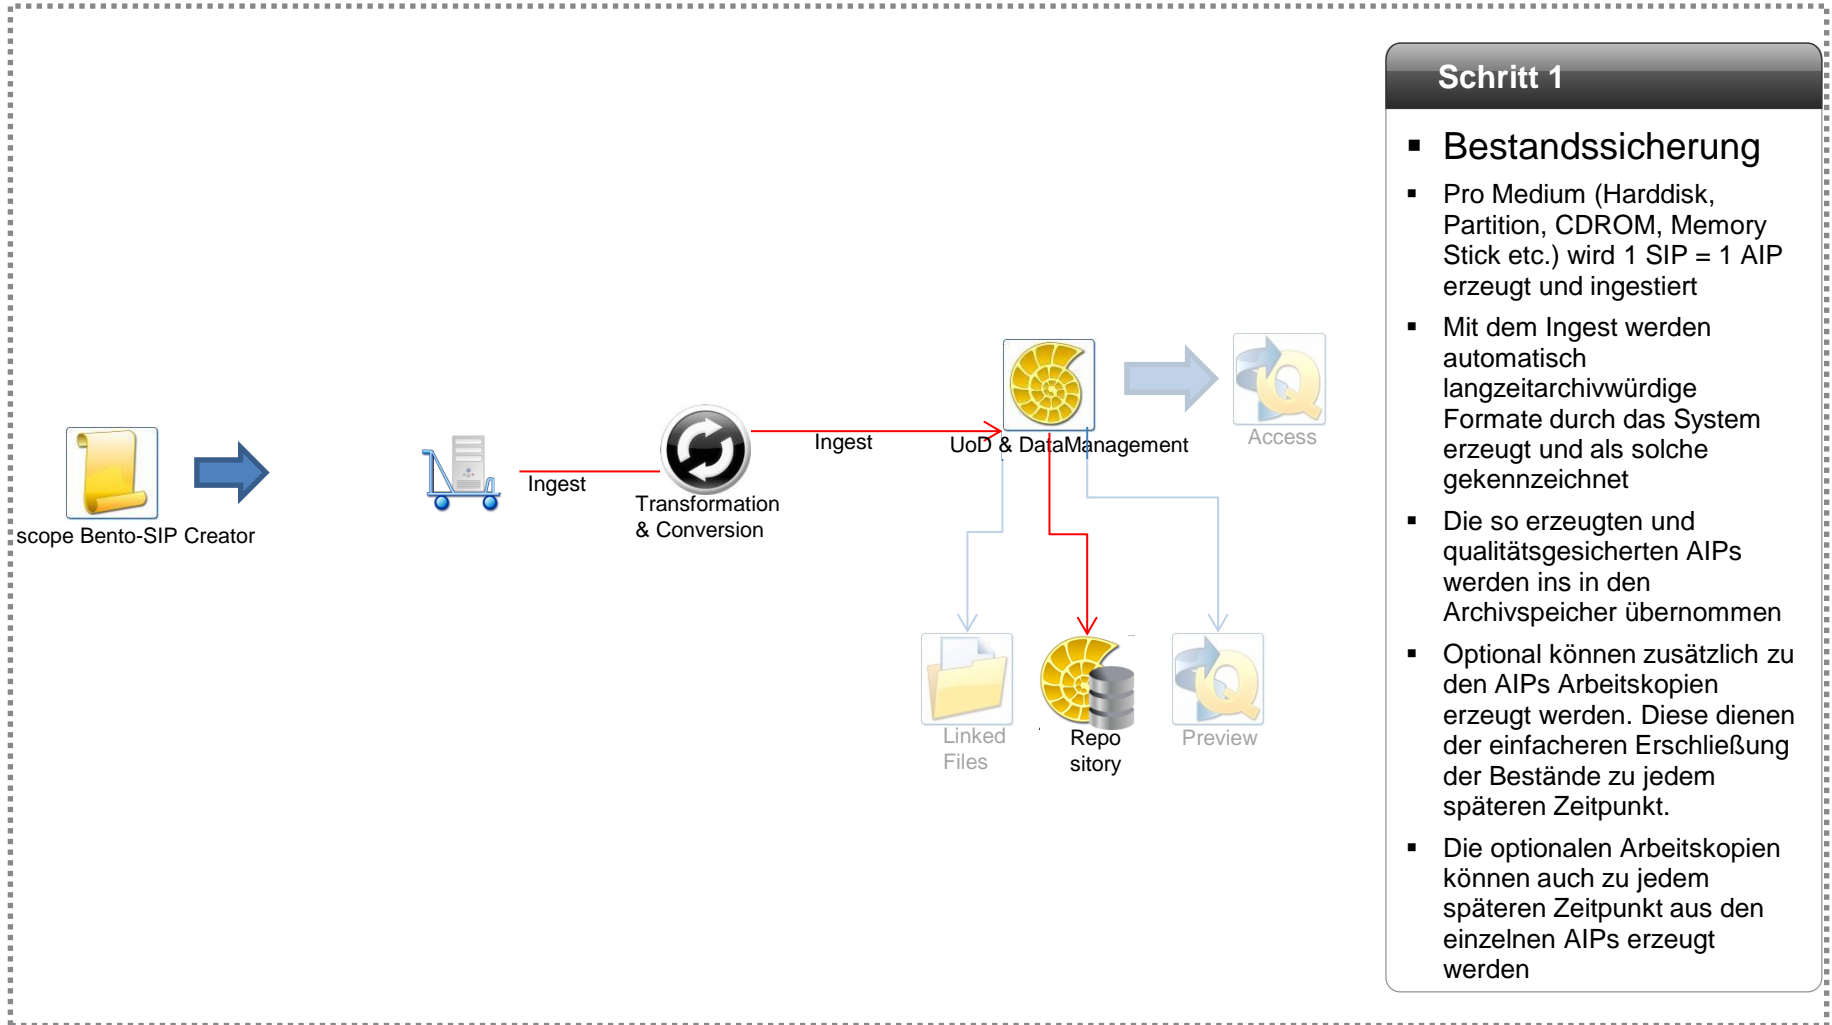 Schritt 1
▪ Bestandssicherung
▪ Pro Medium (Harddisk,
Partition, CDROM, Memory
Stick etc.) wird 1 SIP = 1 AIP
erzeugt und ingestiert
▪ Mit dem Ingest werden
automatisch
langzeitarchivwürdige
Formate durch das System
erzeugt und als solche
gekennzeichnet
▪ Die so erzeugten und
qualitätsgesicherten AIPs
werden ins in den
Archivspeicher übernommen
▪ Optional können zusätzlich zu
den AIPs Arbeitskopien
erzeugt werden. Diese dienen
der einfacheren Erschließung
der Bestände zu jedem
späteren Zeitpunkt.
▪ Die optionalen Arbeitskopien
können auch zu jedem
späteren Zeitpunkt aus den
einzelnen AIPs erzeugt
werden
scope Bento-SIP Creator
Ingest
Transformation
& Conversion
Ingest
UoD & DataManagement
Access
Linked
Files
Repo
sitory
Preview